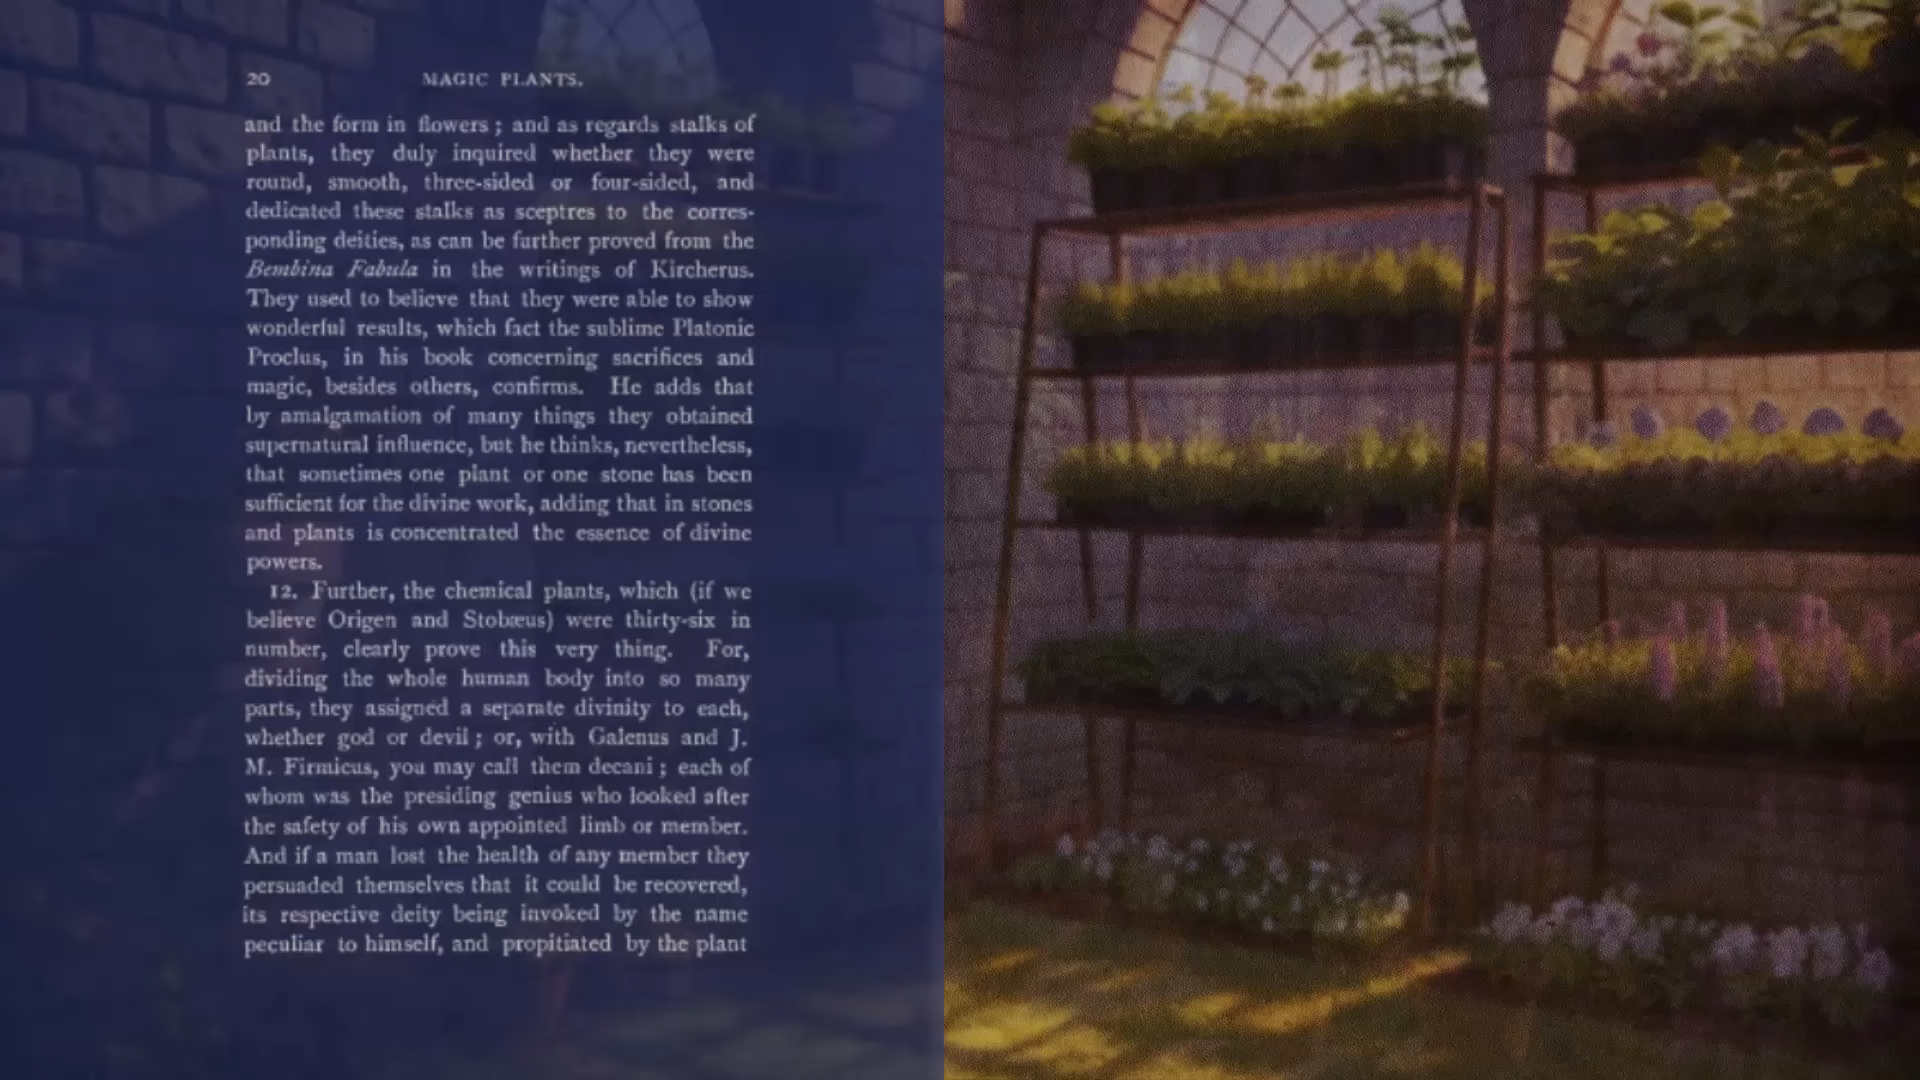 20 MAGIC PLANTS.
and the form in flowers ; and as regards stalks of
plants, they duly inquired whether they were
round, smooth, three-sided or four-sided, and
dedicated these stalks as sceptres to the corres-
ponding deities, as can be further proved from the
Bembina Fabula in the writings of Kircherus.
They used to believe that they were able to show
wonderful results, which fact the sublime Platonic
Proclus, in his book concerning sacrifices and
magic, besides others, confirms. He adds that
by amalgamation of many things they obtained
supernatural influence, but he thinks, nevertheless,
that sometimes one plant or one stone has been
sufficient for the divine work, adding that in stones
and plants is concentrated the essence of divine
powers.
12. Further, the chemical plants, which (if we
believe Origen and Stobæus) were thirty-six in
number, clearly prove this very thing. For,
dividing the whole human body into so many
parts, they assigned a separate divinity to each,
whether god or devil ; or, with Galenus and J.
M. Firmicus, you may call them decani ; each of
whom was the presiding genius who looked after
the safety of his own appointed limb or member.
And if a man lost the health of any member they
persuaded themselves that it could be recovered,
its respective deity being invoked by the name
peculiar to himself, and propitiated by the plant